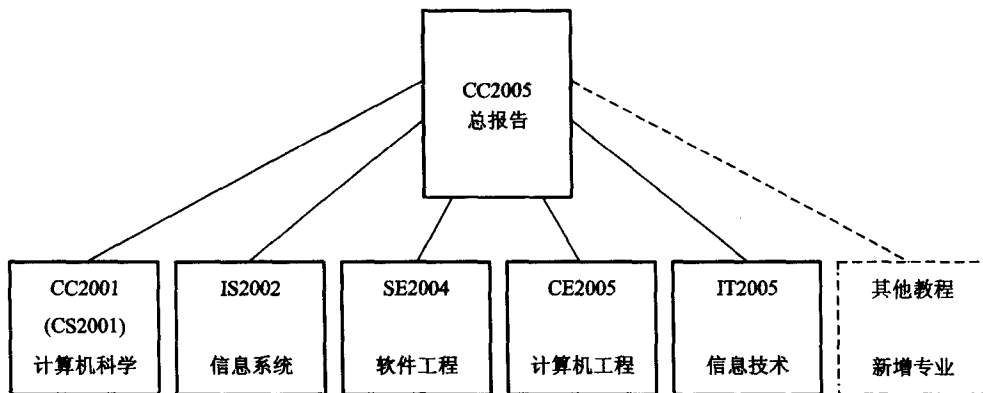 CC2005
总报告
CC2001
(CS2001)
计算机科学
IS2002
信息系统
SE2004
软件工程
CE2005
计算机工程
IT2005
信息技术
其他教程
新增专业